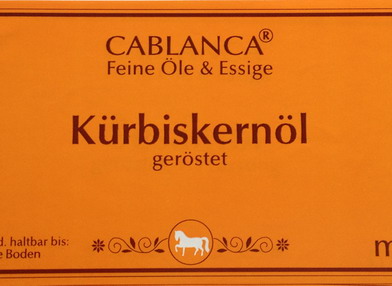 CABLANCA®
Feine Öle & Essige
Kürbiskernöl
geröstet
d. haltbar bis:
e Boden
m